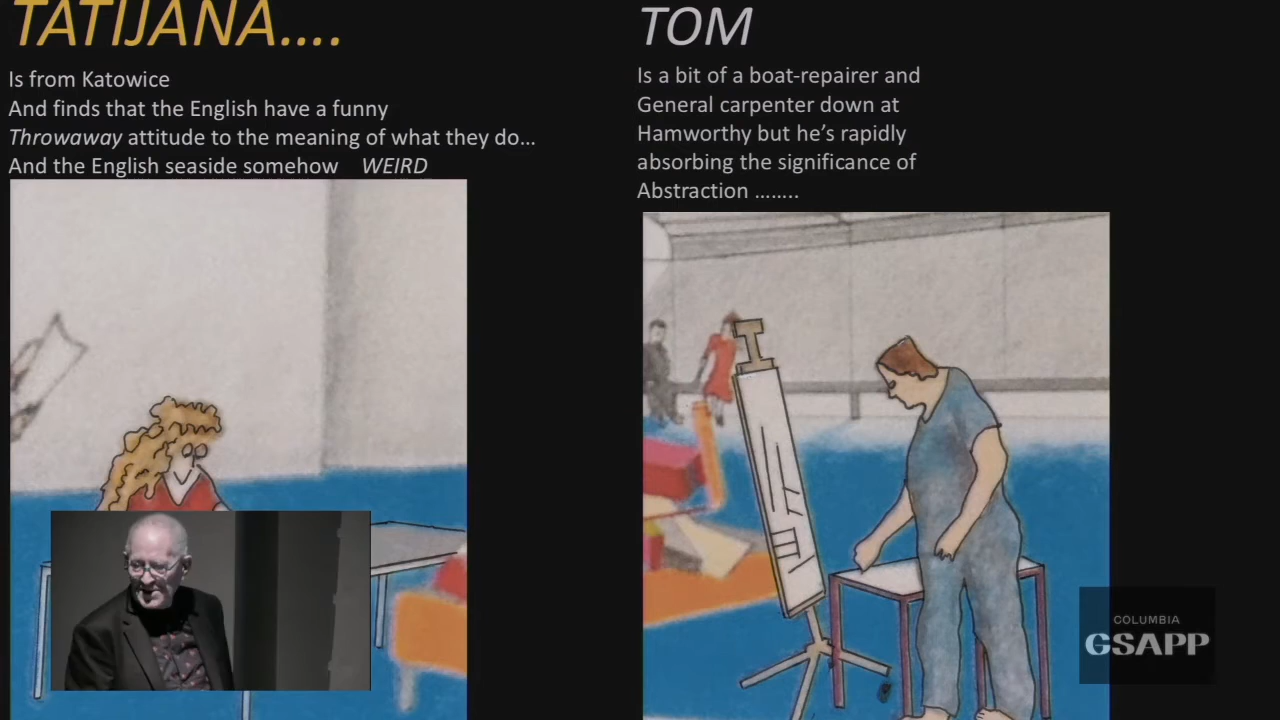 TATIJANA....
Is from Katowice
And finds that the English have a funny
Throwaway attitude to the meaning of what they do...
And the English seaside somehow WEIRD
TOM
Is a bit of a boat-repairer and
General carpenter down at
Hamworthy but he’s rapidly
absorbing the significance of
Abstraction ……..
COLUMBIA
GSAPP